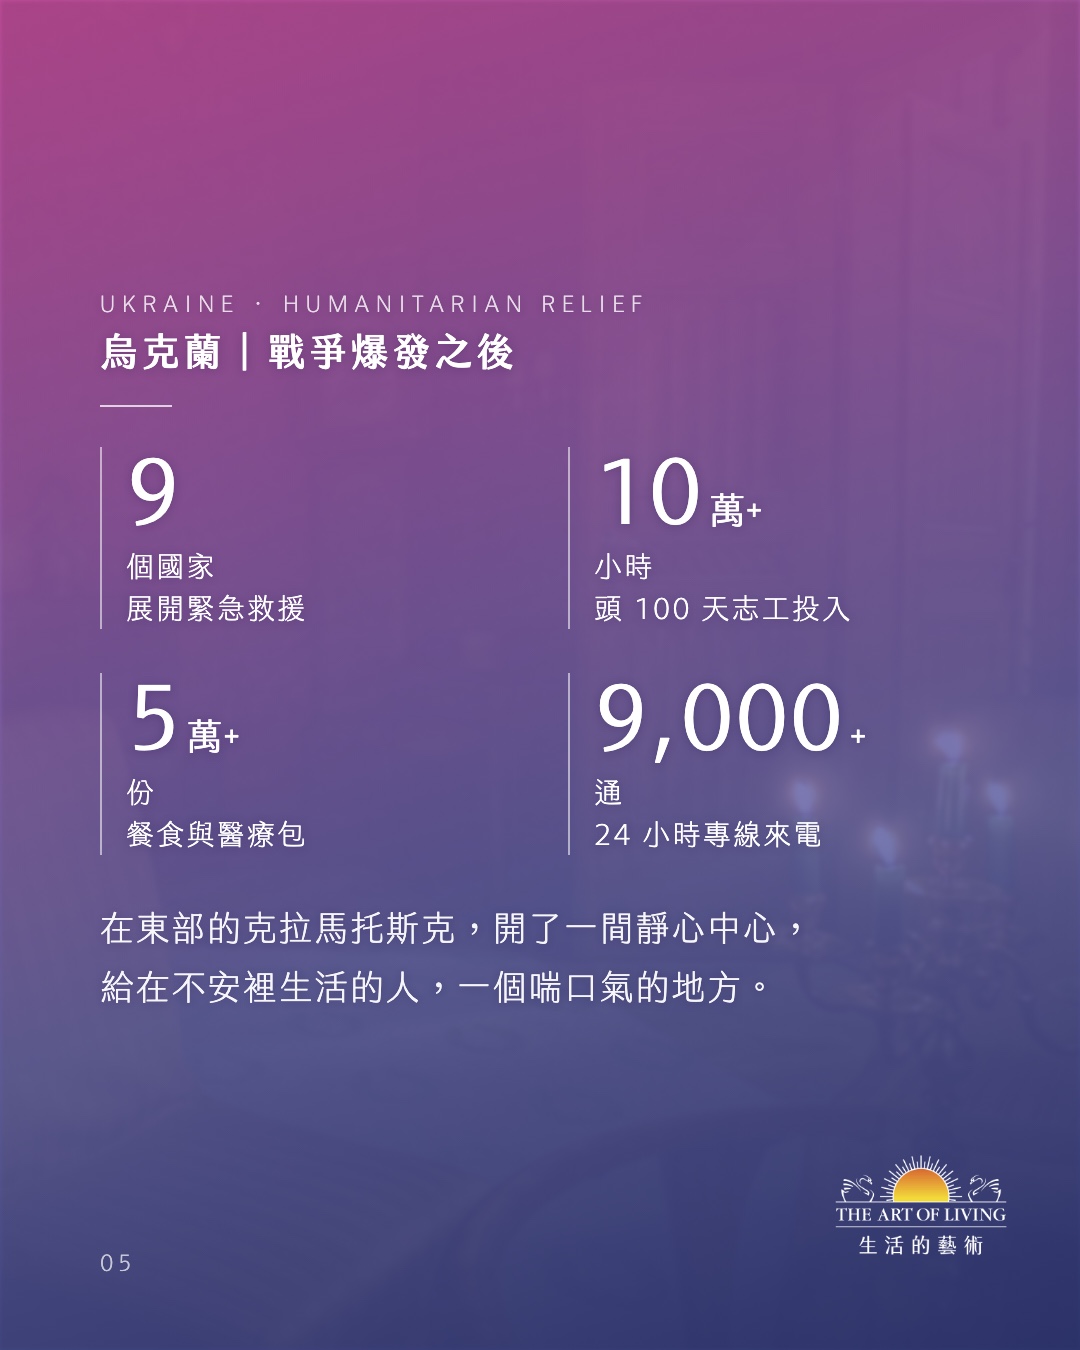 UKRAINE · HUMANITARIAN RELIEF
烏克蘭｜戰爭爆發之後
9
個國家
展開緊急救援
10 萬+
小時
頭 100 天志工投入
5 萬+
份
餐食與醫療包
9,000 +
通
24 小時專線來電
在東部的克拉馬托斯克，開了一間靜心中心，
給在不安裡生活的人，一個喘口氣的地方。
THE ART OF LIVING
生活的藝術
05